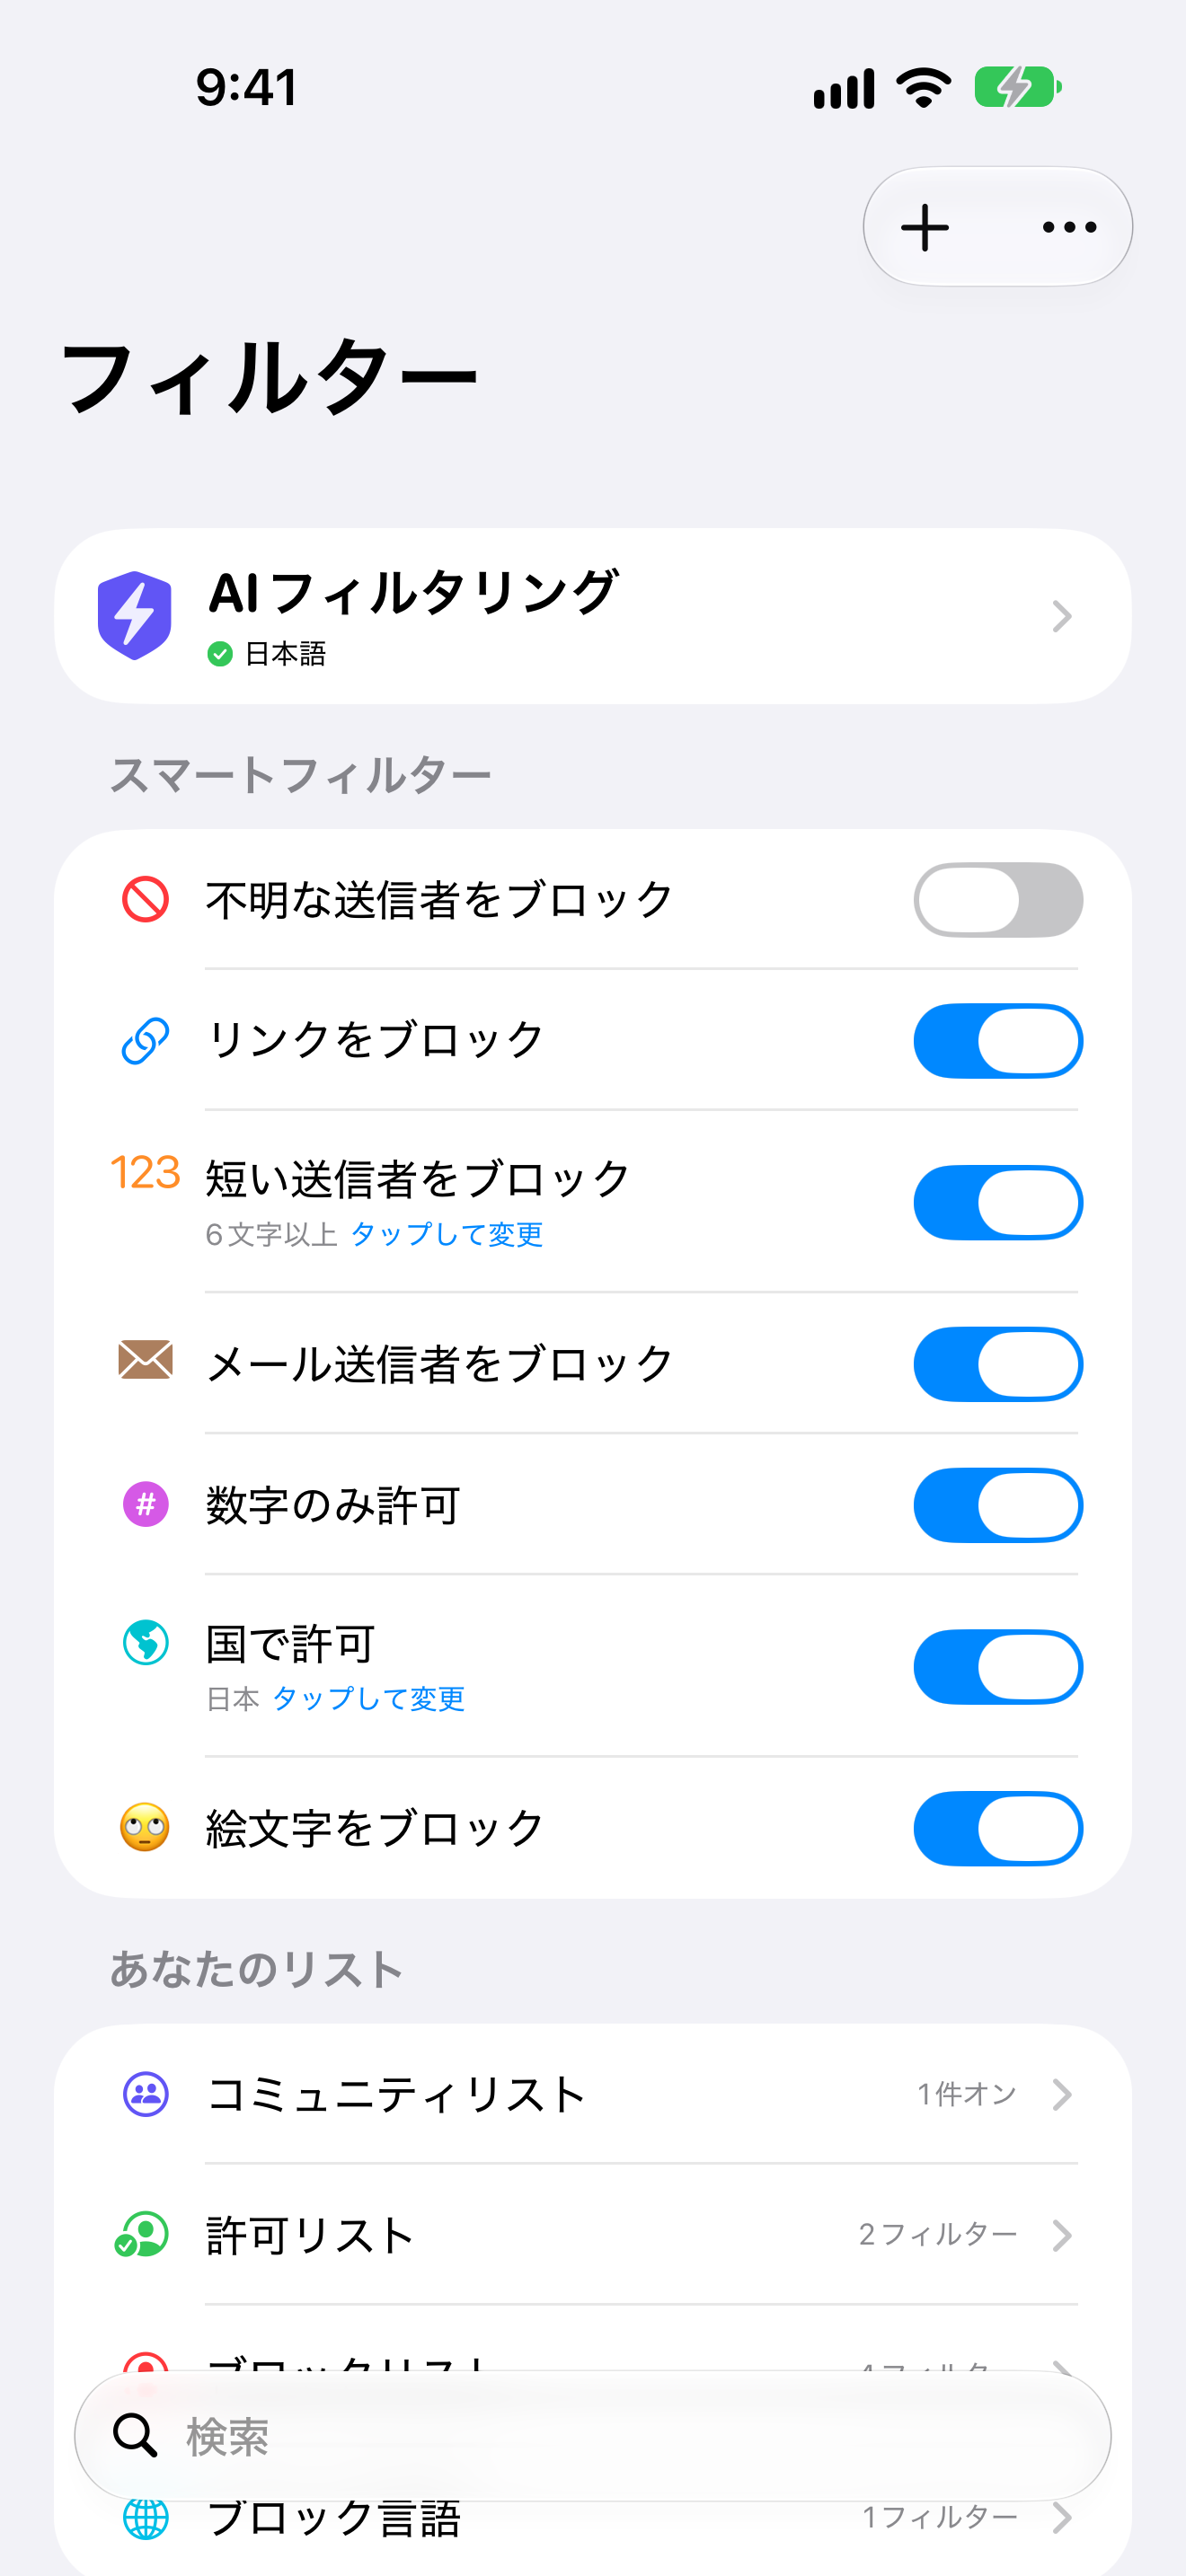 9:41
フィルター
AIフィルタリング
日本語
スマートフィルター
不明な送信者をブロック
リンクをブロック
123 短い送信者をブロック
6文字以上 タップして変更
メール送信者をブロック
数字のみ許可
国で許可
日本 タップして変更
絵文字をブロック
あなたのリスト
コミュニティリスト 1件オン
許可リスト 2フィルター
ブロックリスト
検索
ブロック言語 1フィルター